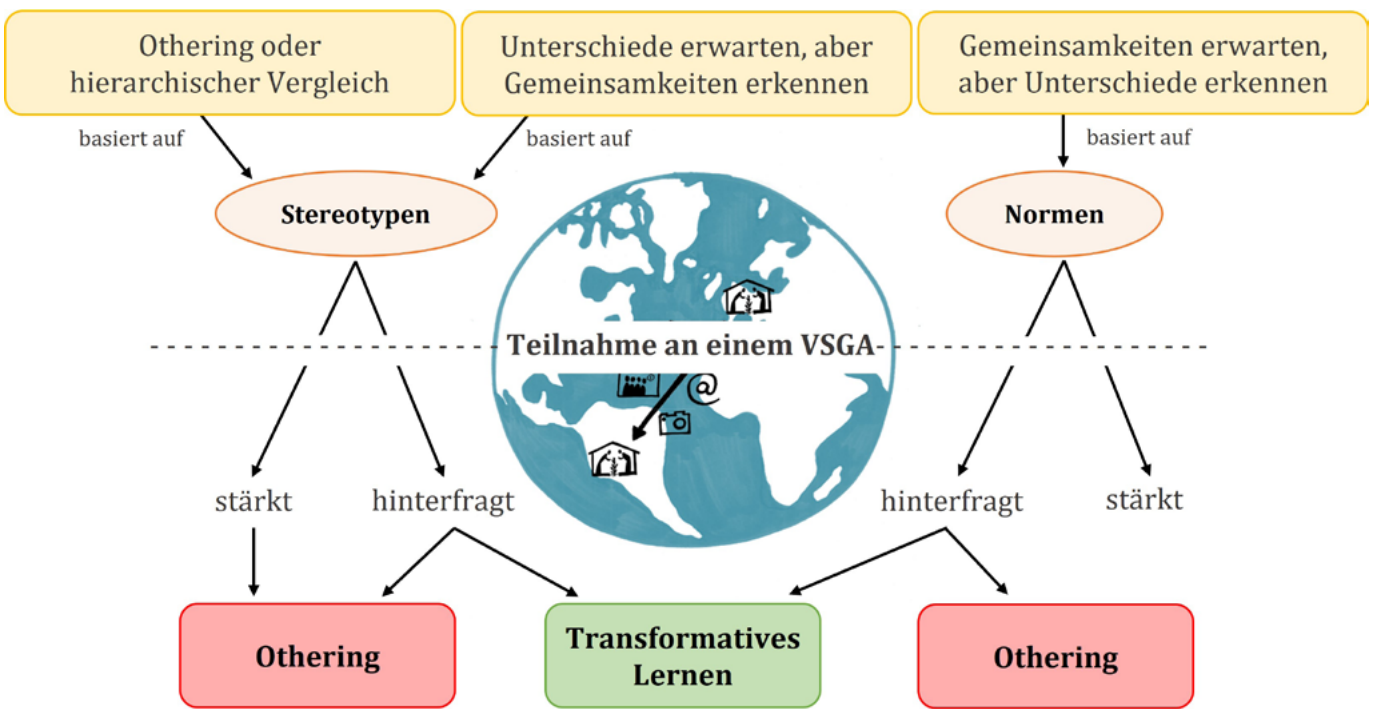 Othering oder
hierarchischer Vergleich
Unterschiede erwarten, aber
Gemeinsamkeiten erkennen
Gemeinsamkeiten erwarten,
aber Unterschiede erkennen
basiert auf
basiert auf
basiert auf
Stereotypen
Normen
Teilnahme an einem VSGA
@
stärkt
hinterfragt
hinterfragt
stärkt
Othering
Transformatives
Lernen
Othering